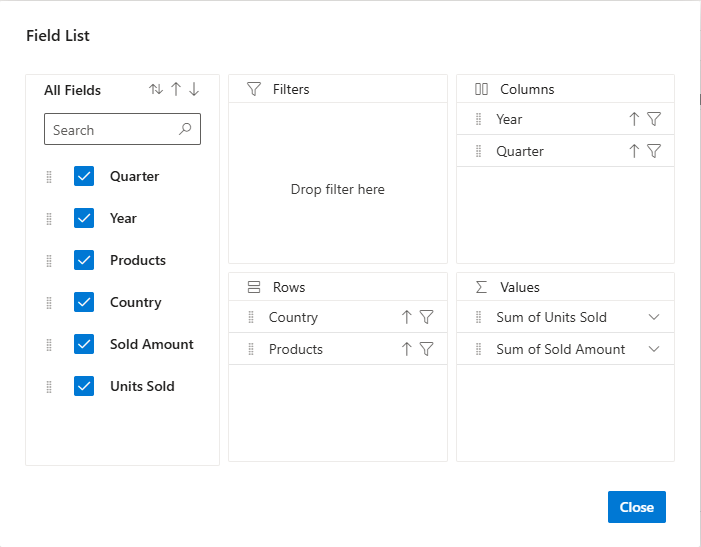 Field List
All Fields
Search
Quarter
Year
Products
Country
Sold Amount
Units Sold
Filters
Drop filter here
Columns
Year
Quarter
Rows
Country
Products
Values
Sum of Units Sold
Sum of Sold Amount
Close